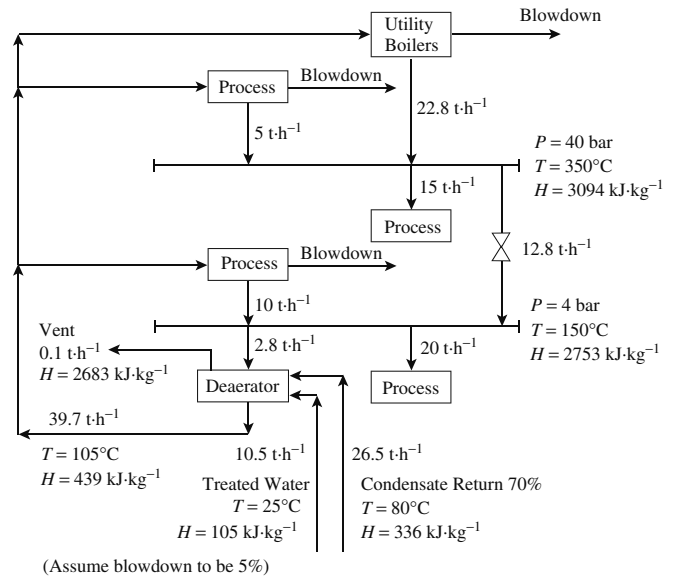 Blowdown
Utility
Boilers
Process
Blowdown
22.8 t·h⁻¹
5 t·h⁻¹
P = 40 bar
T = 350°C
H = 3094 kJ·kg⁻¹
15 t·h⁻¹
Process
12.8 t·h⁻¹
Process
Blowdown
10 t·h⁻¹
P = 4 bar
T = 150°C
H = 2753 kJ·kg⁻¹
Vent
0.1 t·h⁻¹
H = 2683 kJ·kg⁻¹
2.8 t·h⁻¹
20 t·h⁻¹
Deaerator
Process
39.7 t·h⁻¹
T = 105°C
H = 439 kJ·kg⁻¹
10.5 t·h⁻¹
Treated Water
T = 25°C
H = 105 kJ·kg⁻¹
26.5 t·h⁻¹
Condensate Return 70%
T = 80°C
H = 336 kJ·kg⁻¹
(Assume blowdown to be 5%)